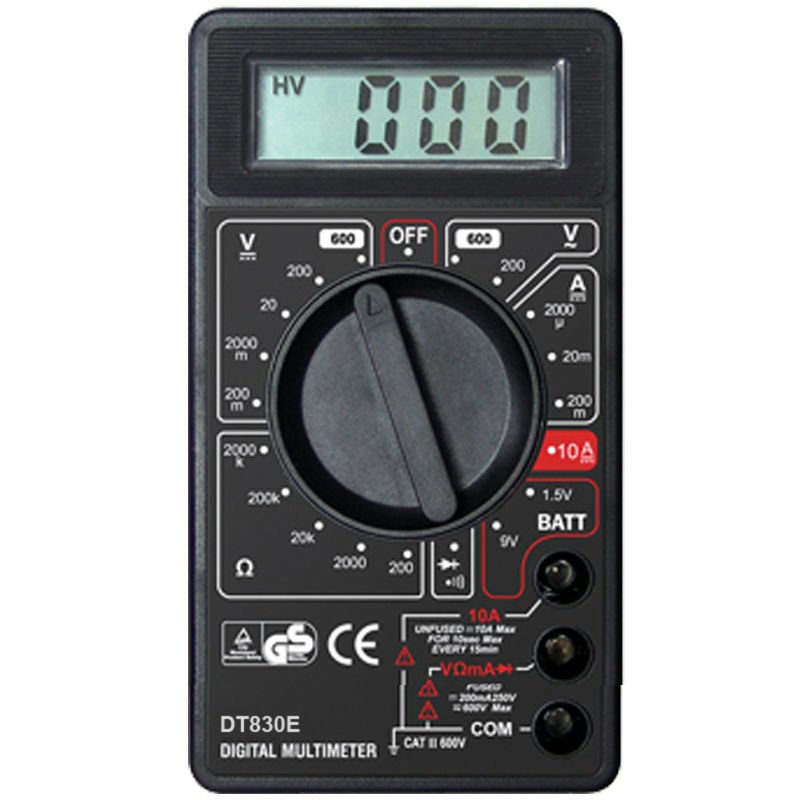 HV 000
V 600 OFF 600 V
200 200
A
20 2000
µ
2000
m 20m
200
m 200
m
2000
k 10A
200k 1.5V
BATT
20k 9V
2000 200
Ω
10A
UNFUSED 10A Max
FOR 10sec Max
EVERY 15min
GS CE
VΩmA
FUSED
200mA250V
600V Max
DT830E COM
DIGITAL MULTIMETER CAT II 600V